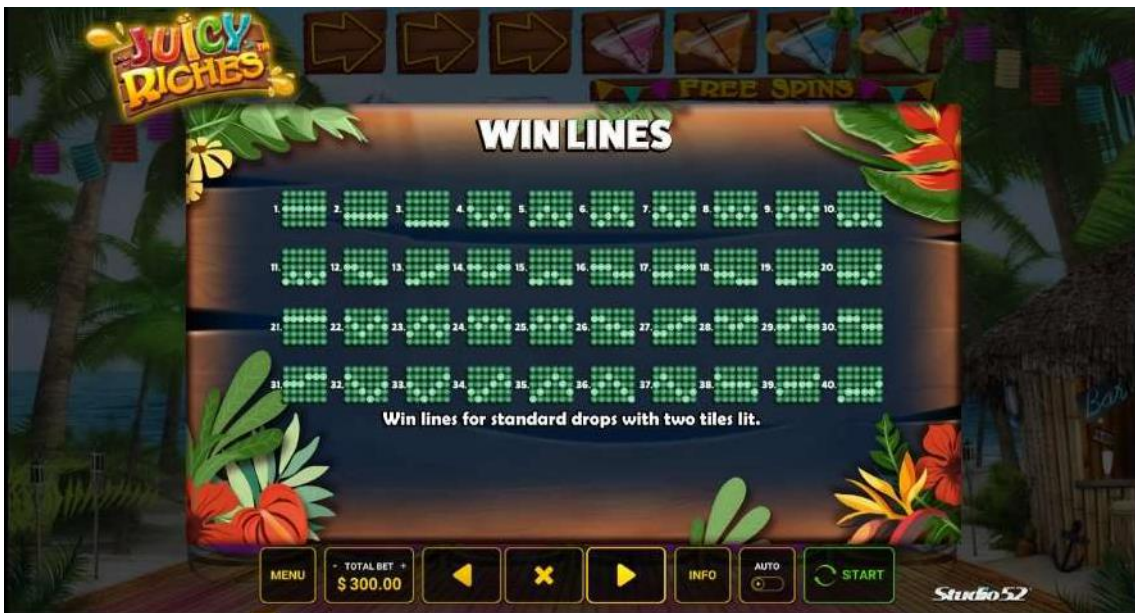 JUICY
RICHES™
FREE SPINS
WIN LINES
1. 2. 3. 4. 5. 6. 7. 8. 9. 10.
11. 12. 13. 14. 15. 16. 17. 18. 19. 20.
21. 22. 23. 24. 25. 26. 27. 28. 29. 30.
31. 32. 33. 34. 35. 36. 37. 38. 39. 40.
Win lines for standard drops with two tiles lit.
Bar
MENU
- TOTAL BET +
$ 300.00
INFO
AUTO
START
Studio52